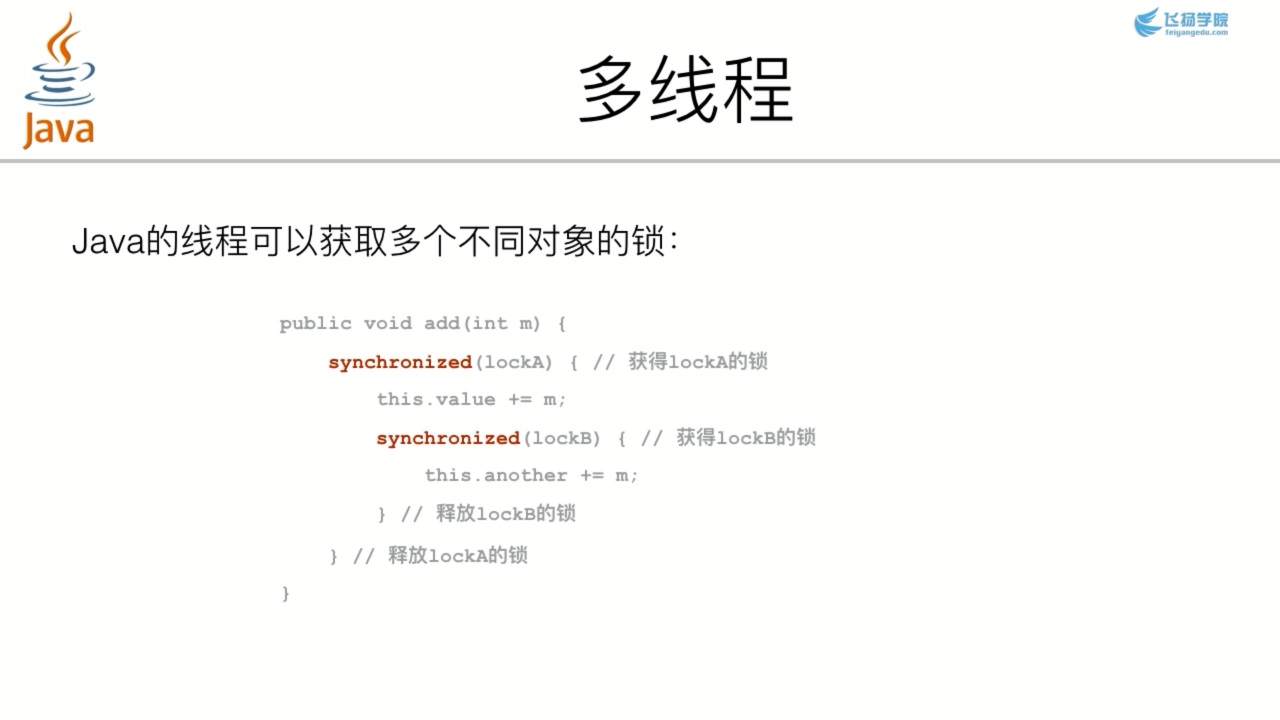 飞扬学院
feiyangedu.com
Java
多线程
Java的线程可以获取多个不同对象的锁：
public void add(int m) {
    synchronized(lockA) { // 获得lockA的锁
        this.value += m;
        synchronized(lockB) { // 获得lockB的锁
            this.another += m;
        } // 释放lockB的锁
    } // 释放lockA的锁
}